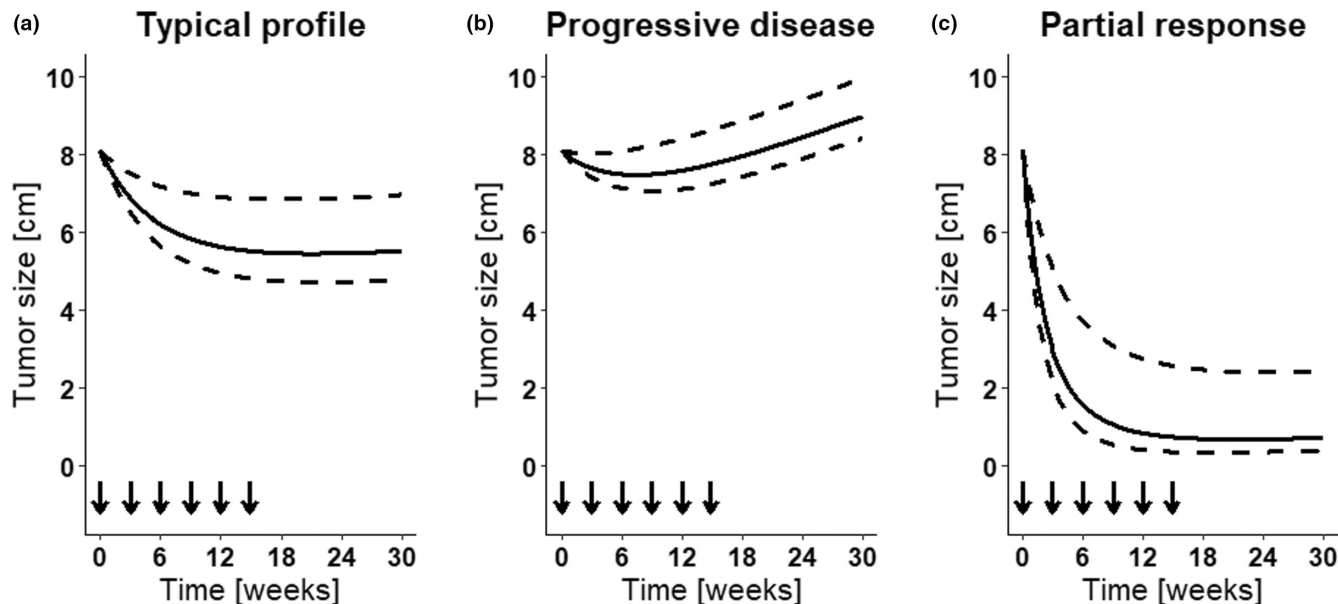 (a) Typical profile
Tumor size [cm]
10
8
6
4
2
0
0 6 12 18 24 30
Time [weeks]
(b) Progressive disease
Tumor size [cm]
10
8
6
4
2
0
0 6 12 18 24 30
Time [weeks]
(c) Partial response
Tumor size [cm]
10
8
6
4
2
0
0 6 12 18 24 30
Time [weeks]